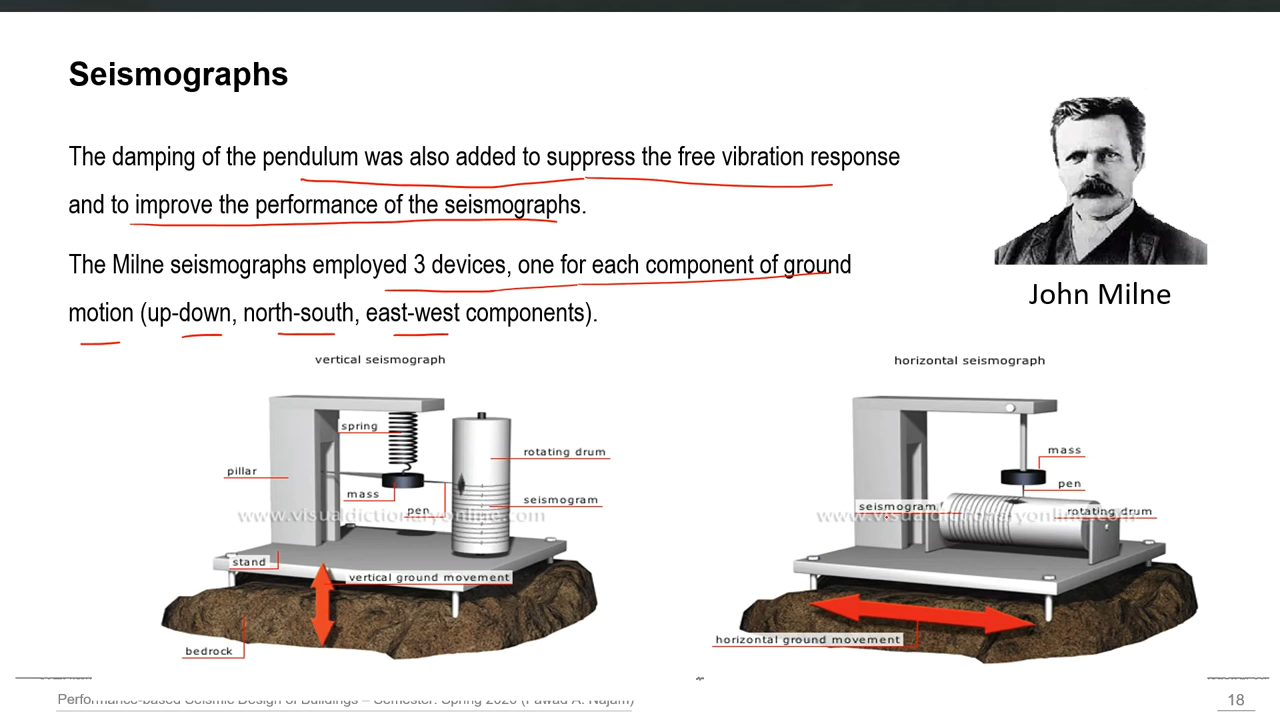 Seismographs
The damping of the pendulum was also added to suppress the free vibration response
and to improve the performance of the seismographs.
The Milne seismographs employed 3 devices, one for each component of ground
motion (up-down, north-south, east-west components).
John Milne
vertical seismograph
spring
rotating drum
pillar
mass
seismogram
pen
www.visualdictionaryonline.com
stand
vertical ground movement
bedrock
horizontal seismograph
mass
pen
seismogram
rotating drum
www.visualdictionaryonline.com
horizontal ground movement
Performance-based Seismic Design of Buildings – Semester: Spring 2020 (Fawad A. Najam)
18